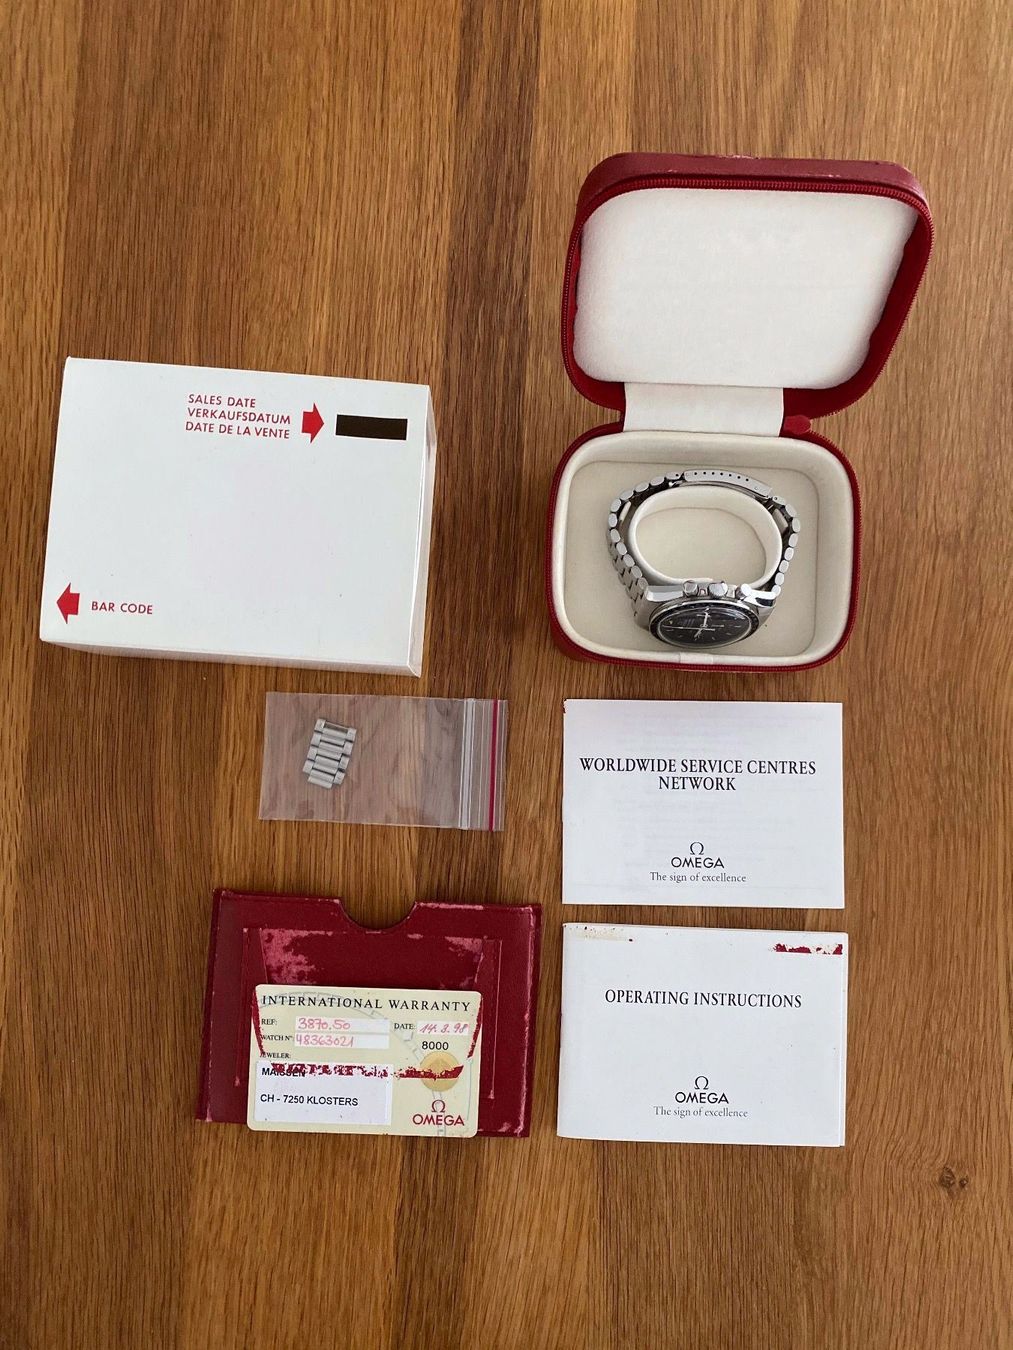 SALES DATE
VERKAUFSDATUM
DATE DE LA VENTE
BAR CODE
WORLDWIDE SERVICE CENTRES
NETWORK
Ω
OMEGA
The sign of excellence
INTERNATIONAL WARRANTY
REF: 3870.50 DATE: 14.3.98
WATCH Nº: 48363021
8000
JEWELER:
MAISSEN
CH - 7250 KLOSTERS
Ω
OMEGA
OPERATING INSTRUCTIONS
Ω
OMEGA
The sign of excellence